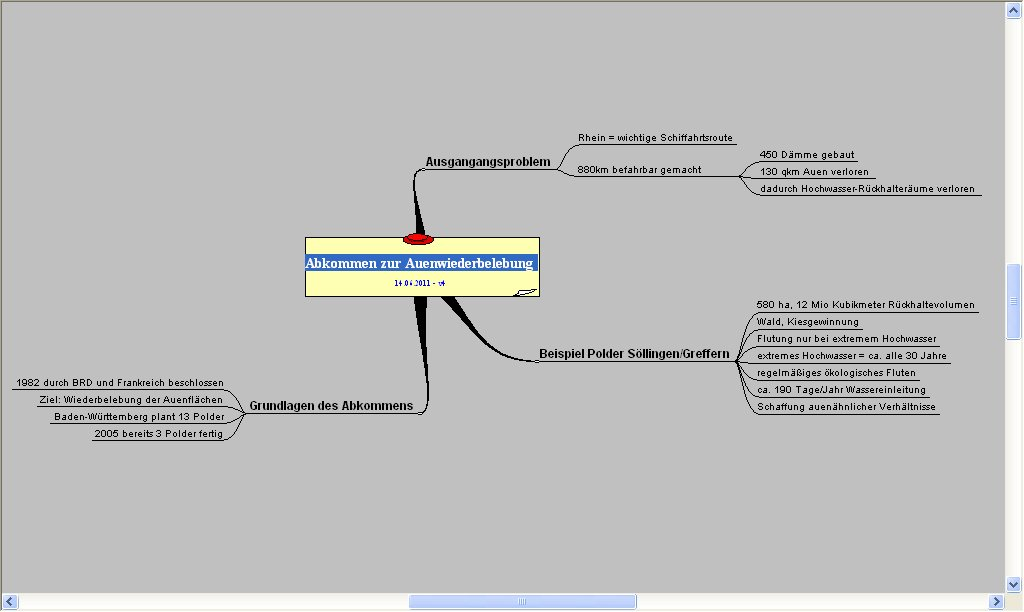 Ausgangangsproblem
Rhein = wichtige Schiffahrtsroute
880km befahrbar gemacht
450 Dämme gebaut
130 qkm Auen verloren
dadurch Hochwasser-Rückhalteräume verloren
Abkommen zur Auenwiederbelebung
14.06.2011 - v4
Beispiel Polder Söllingen/Greffern
580 ha, 12 Mio Kubikmeter Rückhaltevolumen
Wald, Kiesgewinnung
Flutung nur bei extremem Hochwasser
extremes Hochwasser = ca. alle 30 Jahre
regelmäßiges ökologisches Fluten
ca. 190 Tage/Jahr Wassereinleitung
Schaffung auenähnlicher Verhältnisse
Grundlagen des Abkommens
1982 durch BRD und Frankreich beschlossen
Ziel: Wiederbelebung der Auenflächen
Baden-Württemberg plant 13 Polder
2005 bereits 3 Polder fertig